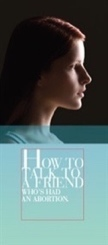 HOW TO
TALK TO
A FRIEND
WHO'S HAD
AN ABORTION.